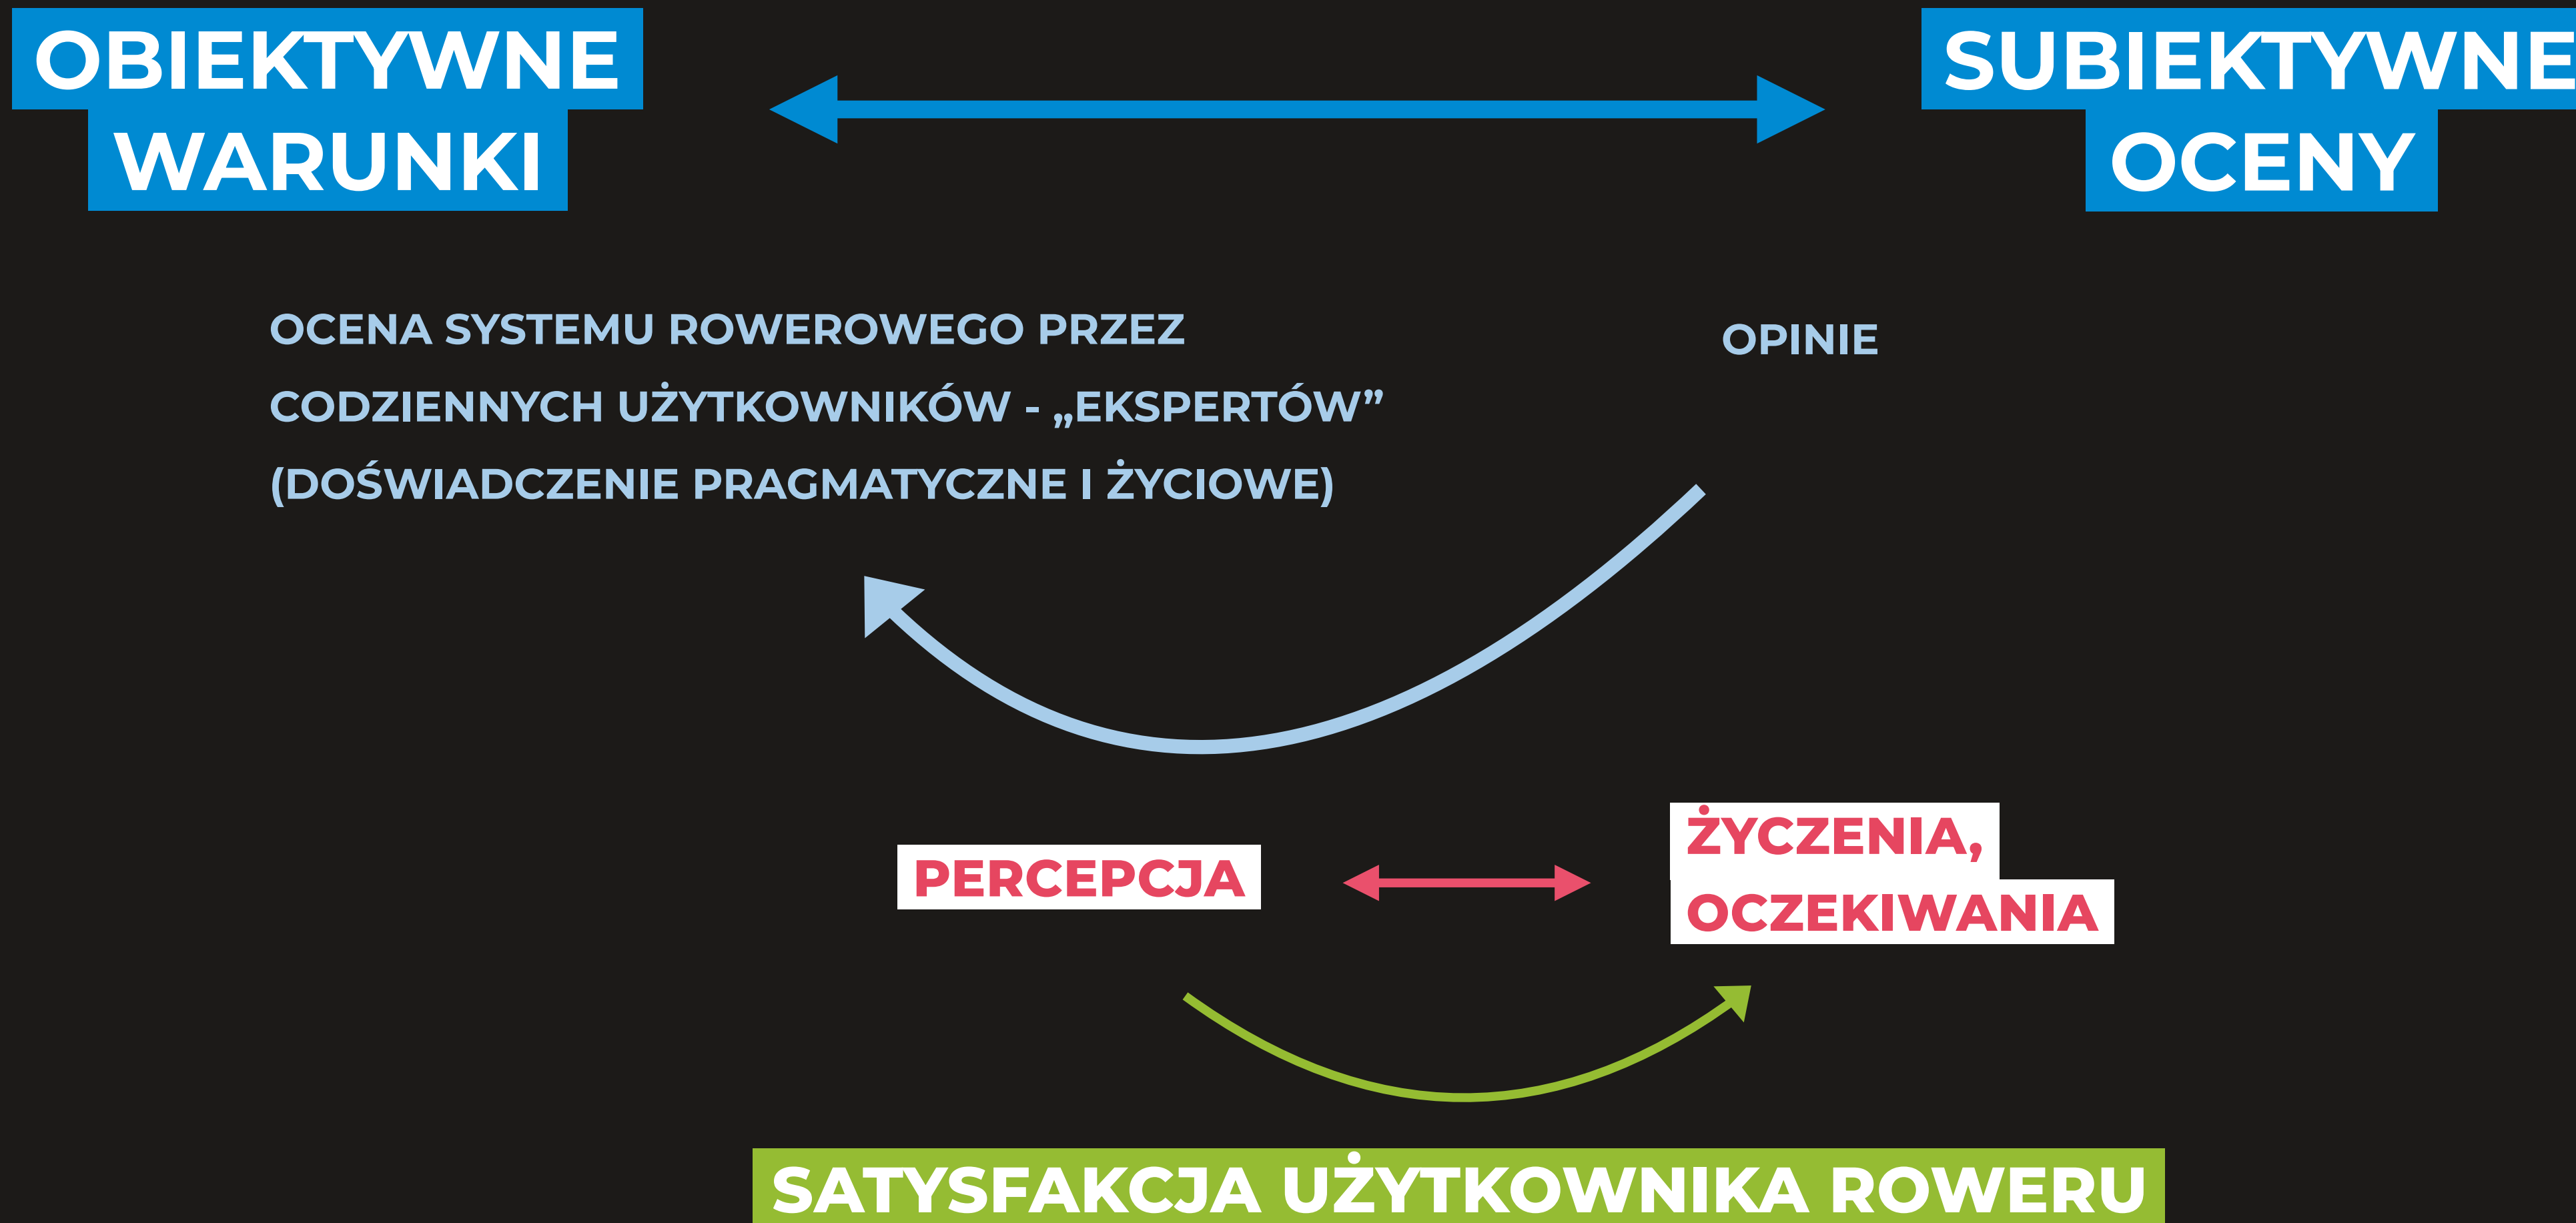 OBIEKTYWNE
WARUNKI
SUBIEKTYWNE
OCENY
OCENA SYSTEMU ROWEROWEGO PRZEZ
CODZIENNYCH UŻYTKOWNIKÓW - „EKSPERTÓW”
(DOŚWIADCZENIE PRAGMATYCZNE I ŻYCIOWE)
OPINIE
PERCEPCJA
ŻYCZENIA,
OCZEKIWANIA
SATYSFAKCJA UŻYTKOWNIKA ROWERU